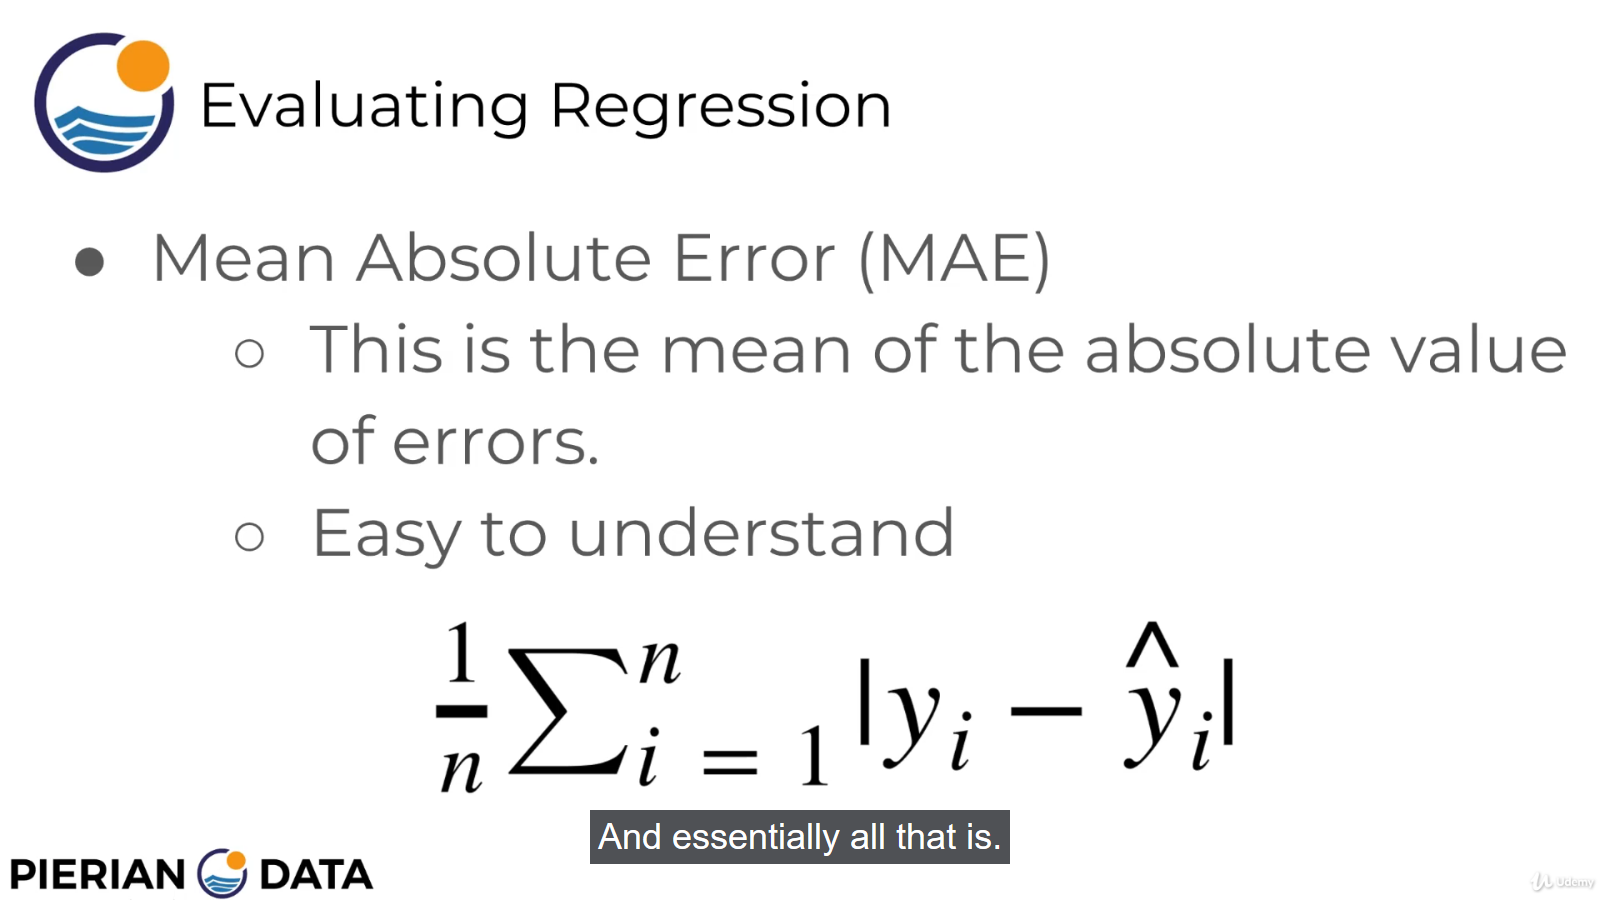 Evaluating Regression
● Mean Absolute Error (MAE)
○ This is the mean of the absolute value
of errors.
○ Easy to understand
\frac{1}{n} \sum_{i=1}^{n} |y_i - \hat{y}_i|
And essentially all that is.
PIERIAN DATA
Udemy